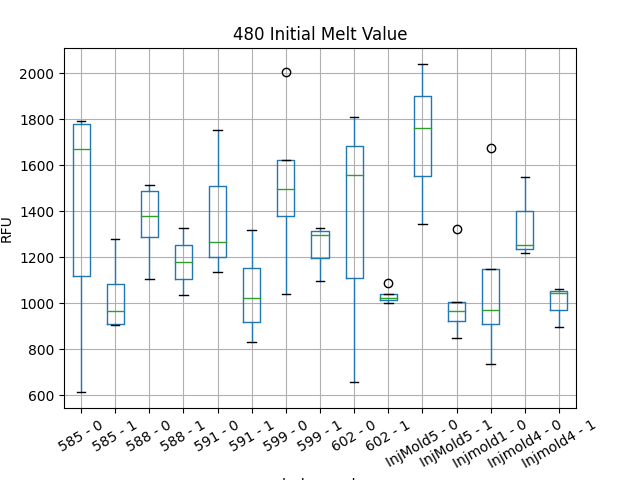 480 Initial Melt Value
RFU
2000
1800
1600
1400
1200
1000
800
600
585 - 0
585 - 1
588 - 0
588 - 1
591 - 0
591 - 1
599 - 0
599 - 1
602 - 0
602 - 1
InjMold5 - 0
InjMold5 - 1
Injmold1 - 0
Injmold4 - 0
Injmold4 - 1